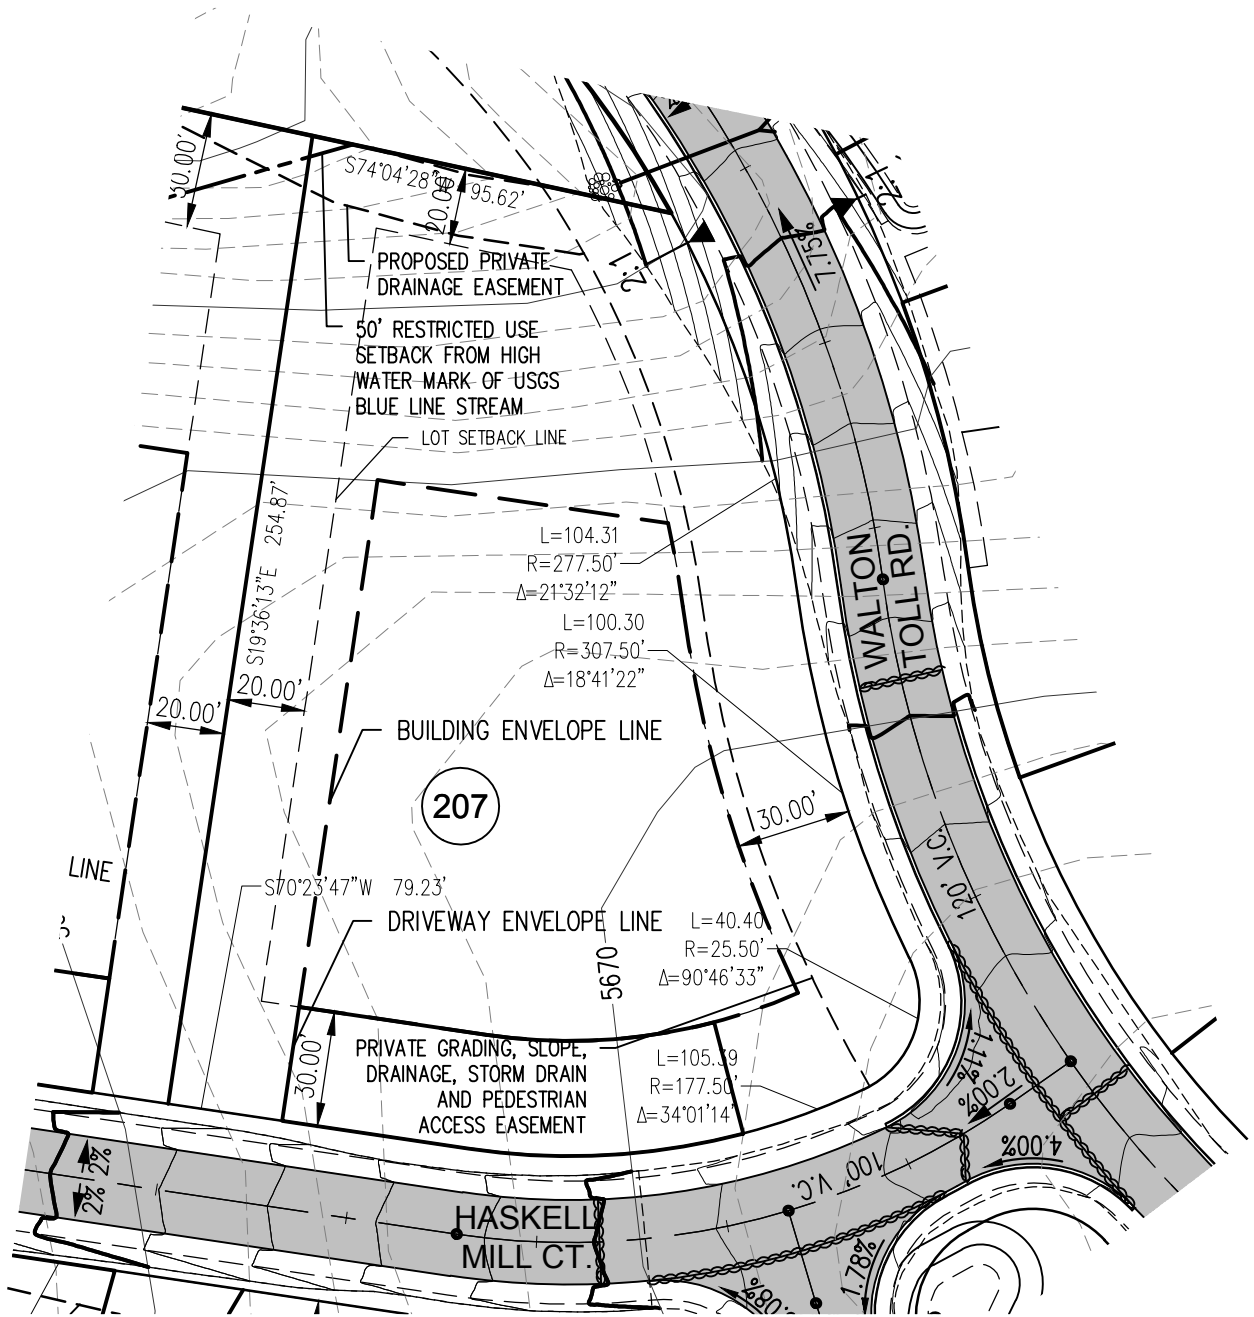 30.00'
S74°04'28"
95.62'
20.00'
PROPOSED PRIVATE
DRAINAGE EASEMENT
2:1
2:1
7.75%
50' RESTRICTED USE
SETBACK FROM HIGH
WATER MARK OF USGS
BLUE LINE STREAM
LOT SETBACK LINE
S19°36'13"E 254.87'
L=104.31
R=277.50'
Δ=21°32'12"
L=100.30
R=307.50'
Δ=18°41'22"
WALTON
TOLL RD.
20.00'
20.00'
BUILDING ENVELOPE LINE
207
30.00'
120' V.C.
LINE
S70°23'47"W 79.23'
DRIVEWAY ENVELOPE LINE
L=40.40
R=25.50'
Δ=90°46'33"
5670
30.00'
PRIVATE GRADING, SLOPE,
DRAINAGE, STORM DRAIN
AND PEDESTRIAN
ACCESS EASEMENT
L=105.39
R=177.50'
Δ=34°01'14"
1.11%
2.00%
4.00%
2% 2%
100' V.C.
HASKELL
MILL CT.
1.78%
.08%